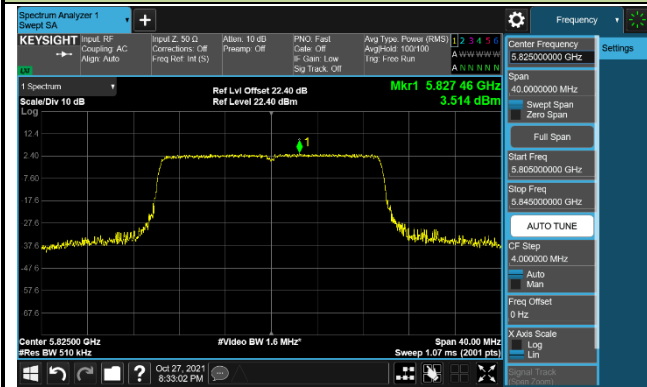 Spectrum Analyzer 1
Swept SA
+
Frequency
KEYSIGHT
Input: RF
Coupling: AC
Align: Auto
Input Z: 50 Ω
Corrections: Off
Freq Ref: Int (S)
Atten: 10 dB
Preamp: Off
PNO: Fast
Gate: Off
IF Gain: Low
Sig Track: Off
Avg Type: Power (RMS)
Avg|Hold: 100/100
Trig: Free Run
1 2 3 4 5 6
A W W W W W
A N N N N N
LW
Center Frequency
5.825000000 GHz
Settings
Span
40.0000000 MHz
Swept Span
Zero Span
Full Span
Start Freq
5.805000000 GHz
Stop Freq
5.845000000 GHz
AUTO TUNE
CF Step
4.000000 MHz
Auto
Man
Freq Offset
0 Hz
X Axis Scale
Log
Lin
Signal Track
(Span Zoom)
1 Spectrum
Scale/Div 10 dB
Log
Ref Lvl Offset 22.40 dB
Ref Level 22.40 dBm
Mkr1 5.827 46 GHz
3.514 dBm
1
12.4
2.40
-7.60
-17.6
-27.6
-37.6
-47.6
-57.6
-67.6
Center 5.82500 GHz
#Res BW 510 kHz
#Video BW 1.6 MHz*
Span 40.00 MHz
Sweep 1.07 ms (2001 pts)
Oct 27, 2021
8:33:02 PM